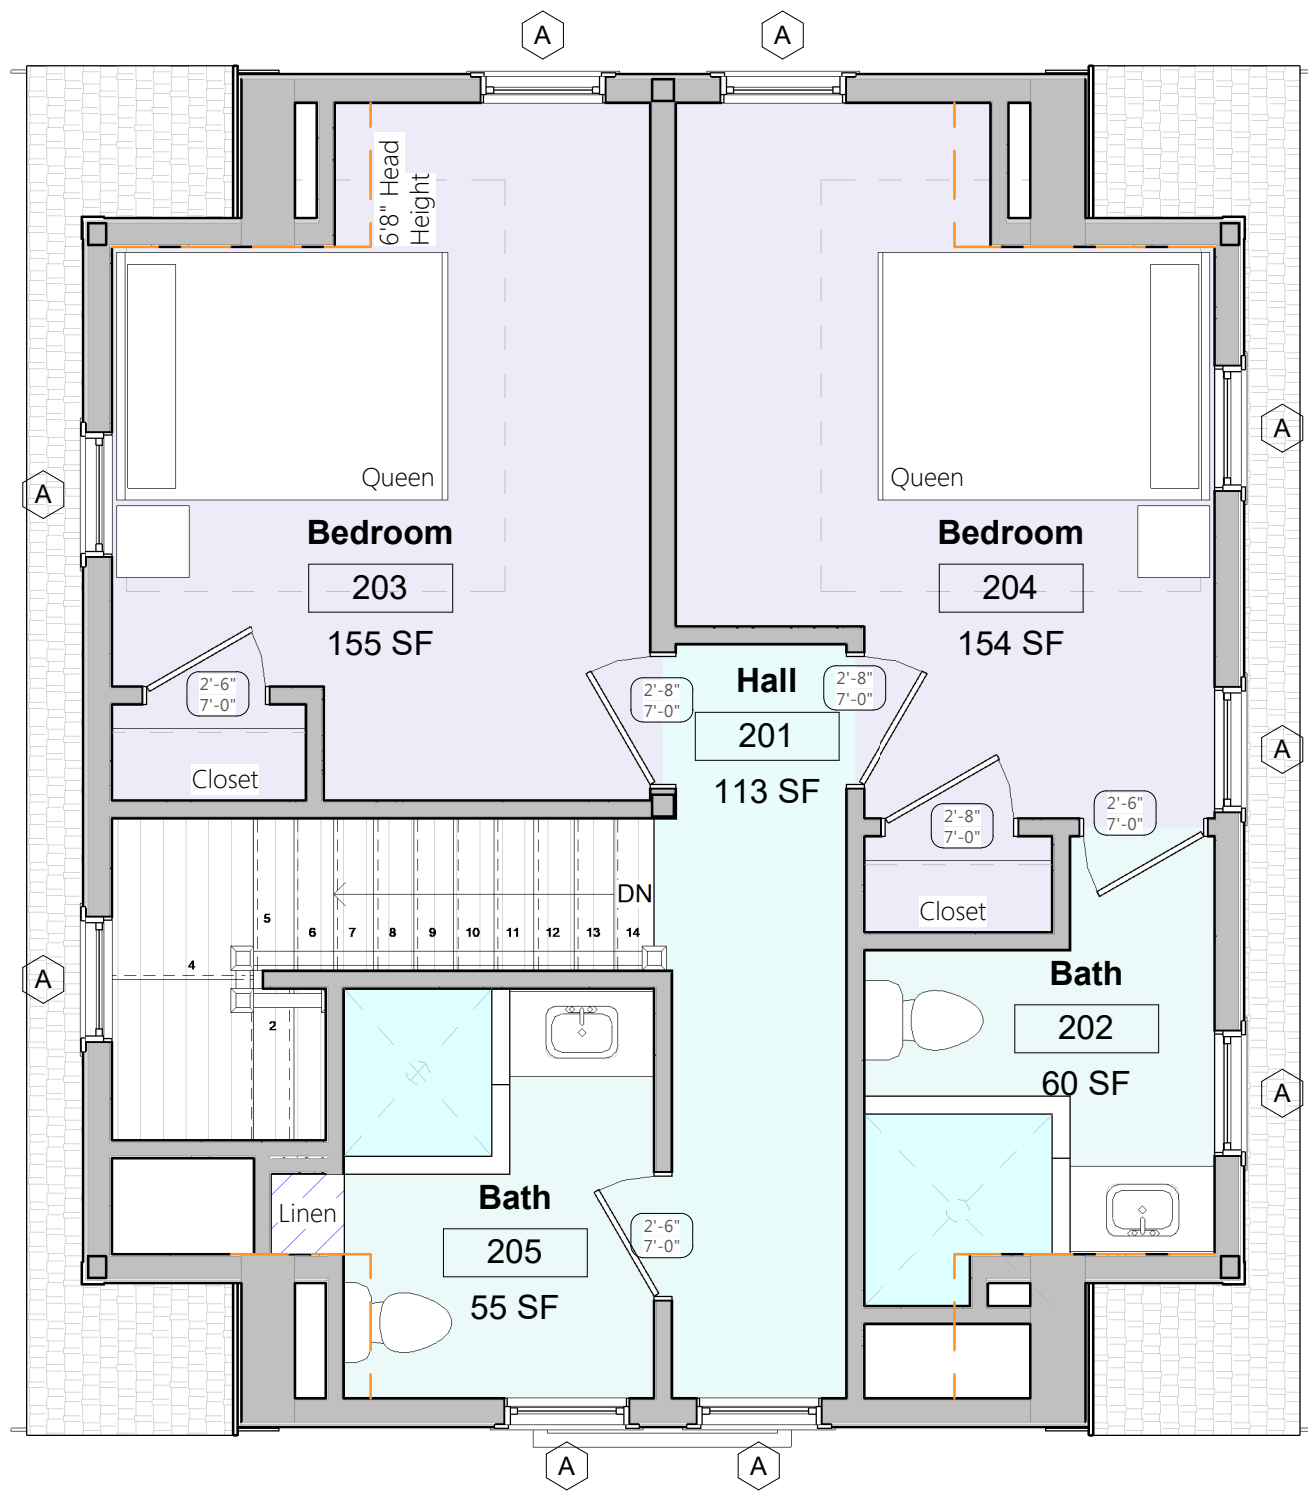 A
A
6'8" Head
Height
A
A
Queen
Queen
Bedroom
203
155 SF
Bedroom
204
154 SF
2'-6"
7'-0"
2'-8"
7'-0"
Hall
201
113 SF
2'-8"
7'-0"
A
Closet
2'-8"
7'-0"
2'-6"
7'-0"
DN
Closet
5
6
7
8
9
10
11
12
13
14
4
A
2
Bath
202
60 SF
A
Linen
Bath
205
55 SF
2'-6"
7'-0"
A
A